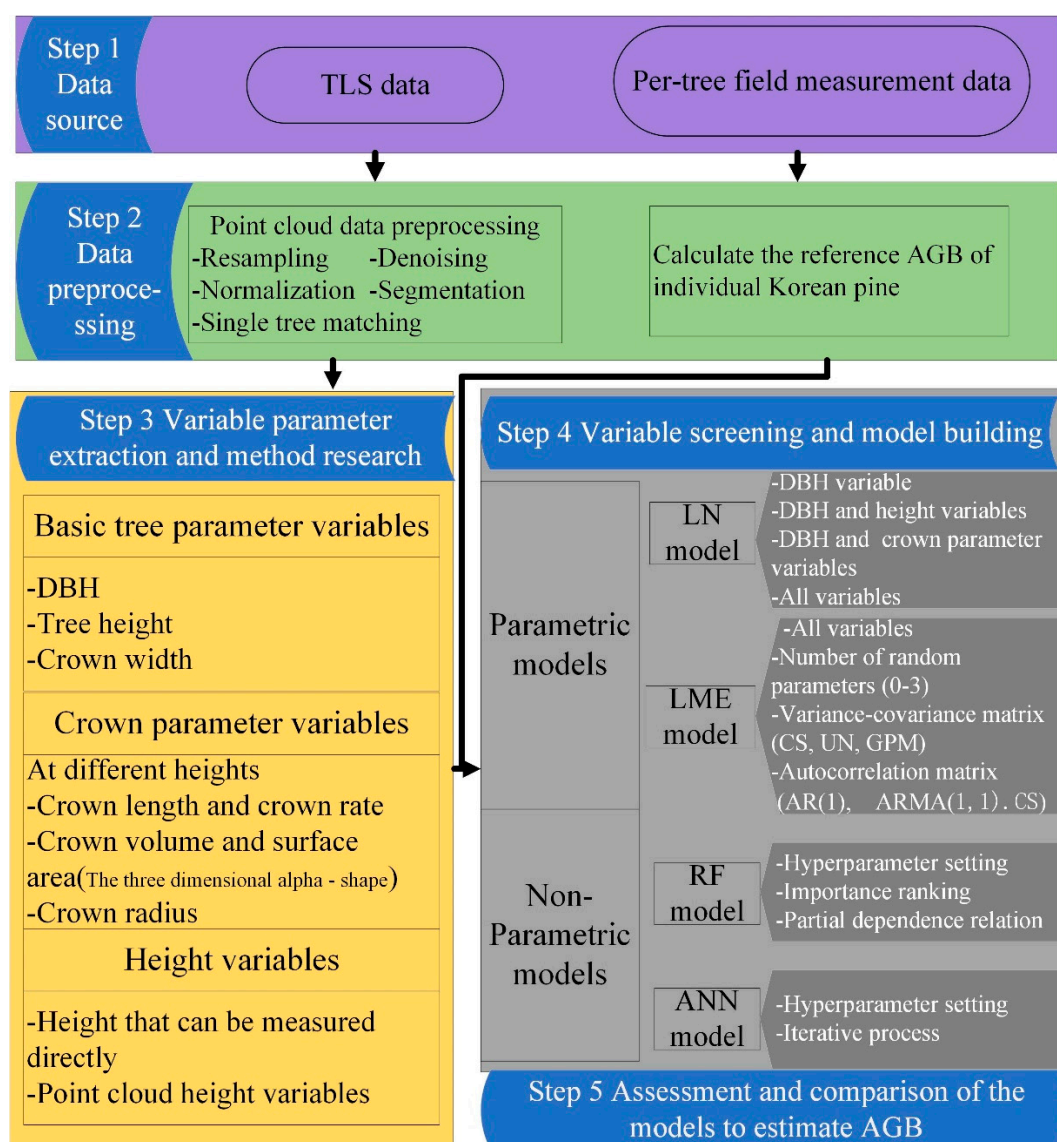 Step 1
Data
source
TLS data
Per-tree field measurement data
Step 2
Data
preproce-
ssing
Point cloud data preprocessing
-Resampling -Denoising
-Normalization -Segmentation
-Single tree matching
Calculate the reference AGB of
individual Korean pine
Step 3 Variable parameter
extraction and method research
Basic tree parameter variables
-DBH
-Tree height
-Crown width
Crown parameter variables
At different heights
-Crown length and crown rate
-Crown volume and surface
area(The three dimensional alpha - shape)
-Crown radius
Height variables
-Height that can be measured
directly
-Point cloud height variables
Step 4 Variable screening and model building
Parametric
models
LN
model
-DBH variable
-DBH and height variables
-DBH and crown parameter
variables
-All variables
LME
model
-All variables
-Number of random
parameters (0-3)
-Variance-covariance matrix
(CS, UN, GPM)
-Autocorrelation matrix
(AR(1), ARMA(1, 1).CS)
Non-
Parametric
models
RF
model
-Hyperparameter setting
-Importance ranking
-Partial dependence relation
ANN
model
-Hyperparameter setting
-Iterative process
Step 5 Assessment and comparison of the
models to estimate AGB